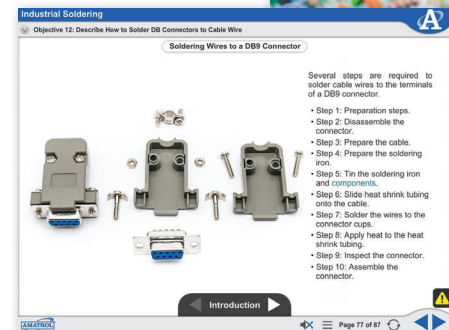 Industrial Soldering
Objective 12: Describe How to Solder DB Connectors to Cable Wire
Soldering Wires to a DB9 Connector
Several steps are required to
solder cable wires to the terminals
of a DB9 connector.
• Step 1: Preparation steps.
• Step 2: Disassemble the
connector.
• Step 3: Prepare the cable.
• Step 4: Prepare the soldering
iron.
• Step 5: Tin the soldering iron
and components.
• Step 6: Slide heat shrink tubing
onto the cable.
• Step 7: Solder the wires to the
connector cups.
• Step 8: Apply heat to the heat
shrink tubing.
• Step 9: Inspect the connector.
• Step 10: Assemble the
connector.
Introduction
AMATROL
Page 77 of 87